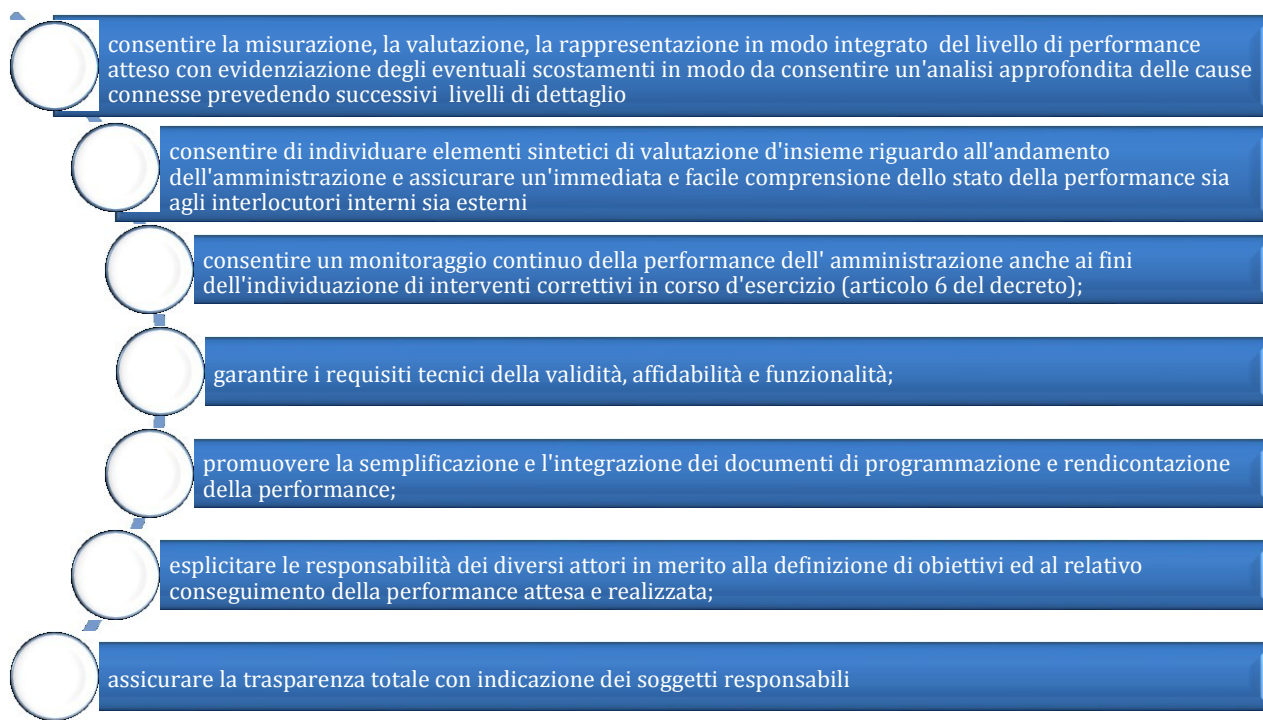 consentire la misurazione, la valutazione, la rappresentazione in modo integrato  del livello di performance
atteso con evidenziazione degli eventuali scostamenti in modo da consentire un'analisi approfondita delle cause
connesse prevedendo successivi  livelli di dettaglio
consentire di individuare elementi sintetici di valutazione d'insieme riguardo all'andamento
dell'amministrazione e assicurare un'immediata e facile comprensione dello stato della performance sia
agli interlocutori interni sia esterni
consentire un monitoraggio continuo della performance dell' amministrazione anche ai fini
dell'individuazione di interventi correttivi in corso d'esercizio (articolo 6 del decreto);
garantire i requisiti tecnici della validità, affidabilità e funzionalità;
promuovere la semplificazione e l'integrazione dei documenti di programmazione e rendicontazione
della performance;
esplicitare le responsabilità dei diversi attori in merito alla definizione di obiettivi ed al relativo
conseguimento della performance attesa e realizzata;
assicurare la trasparenza totale con indicazione dei soggetti responsabili